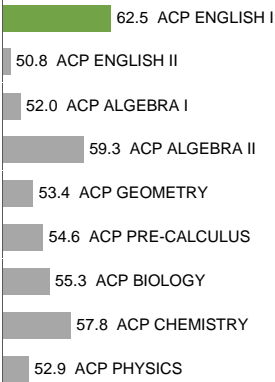 62.5 ACP ENGLISH I
50.8 ACP ENGLISH II
52.0 ACP ALGEBRA I
59.3 ACP ALGEBRA II
53.4 ACP GEOMETRY
54.6 ACP PRE-CALCULUS
55.3 ACP BIOLOGY
57.8 ACP CHEMISTRY
52.9 ACP PHYSICS